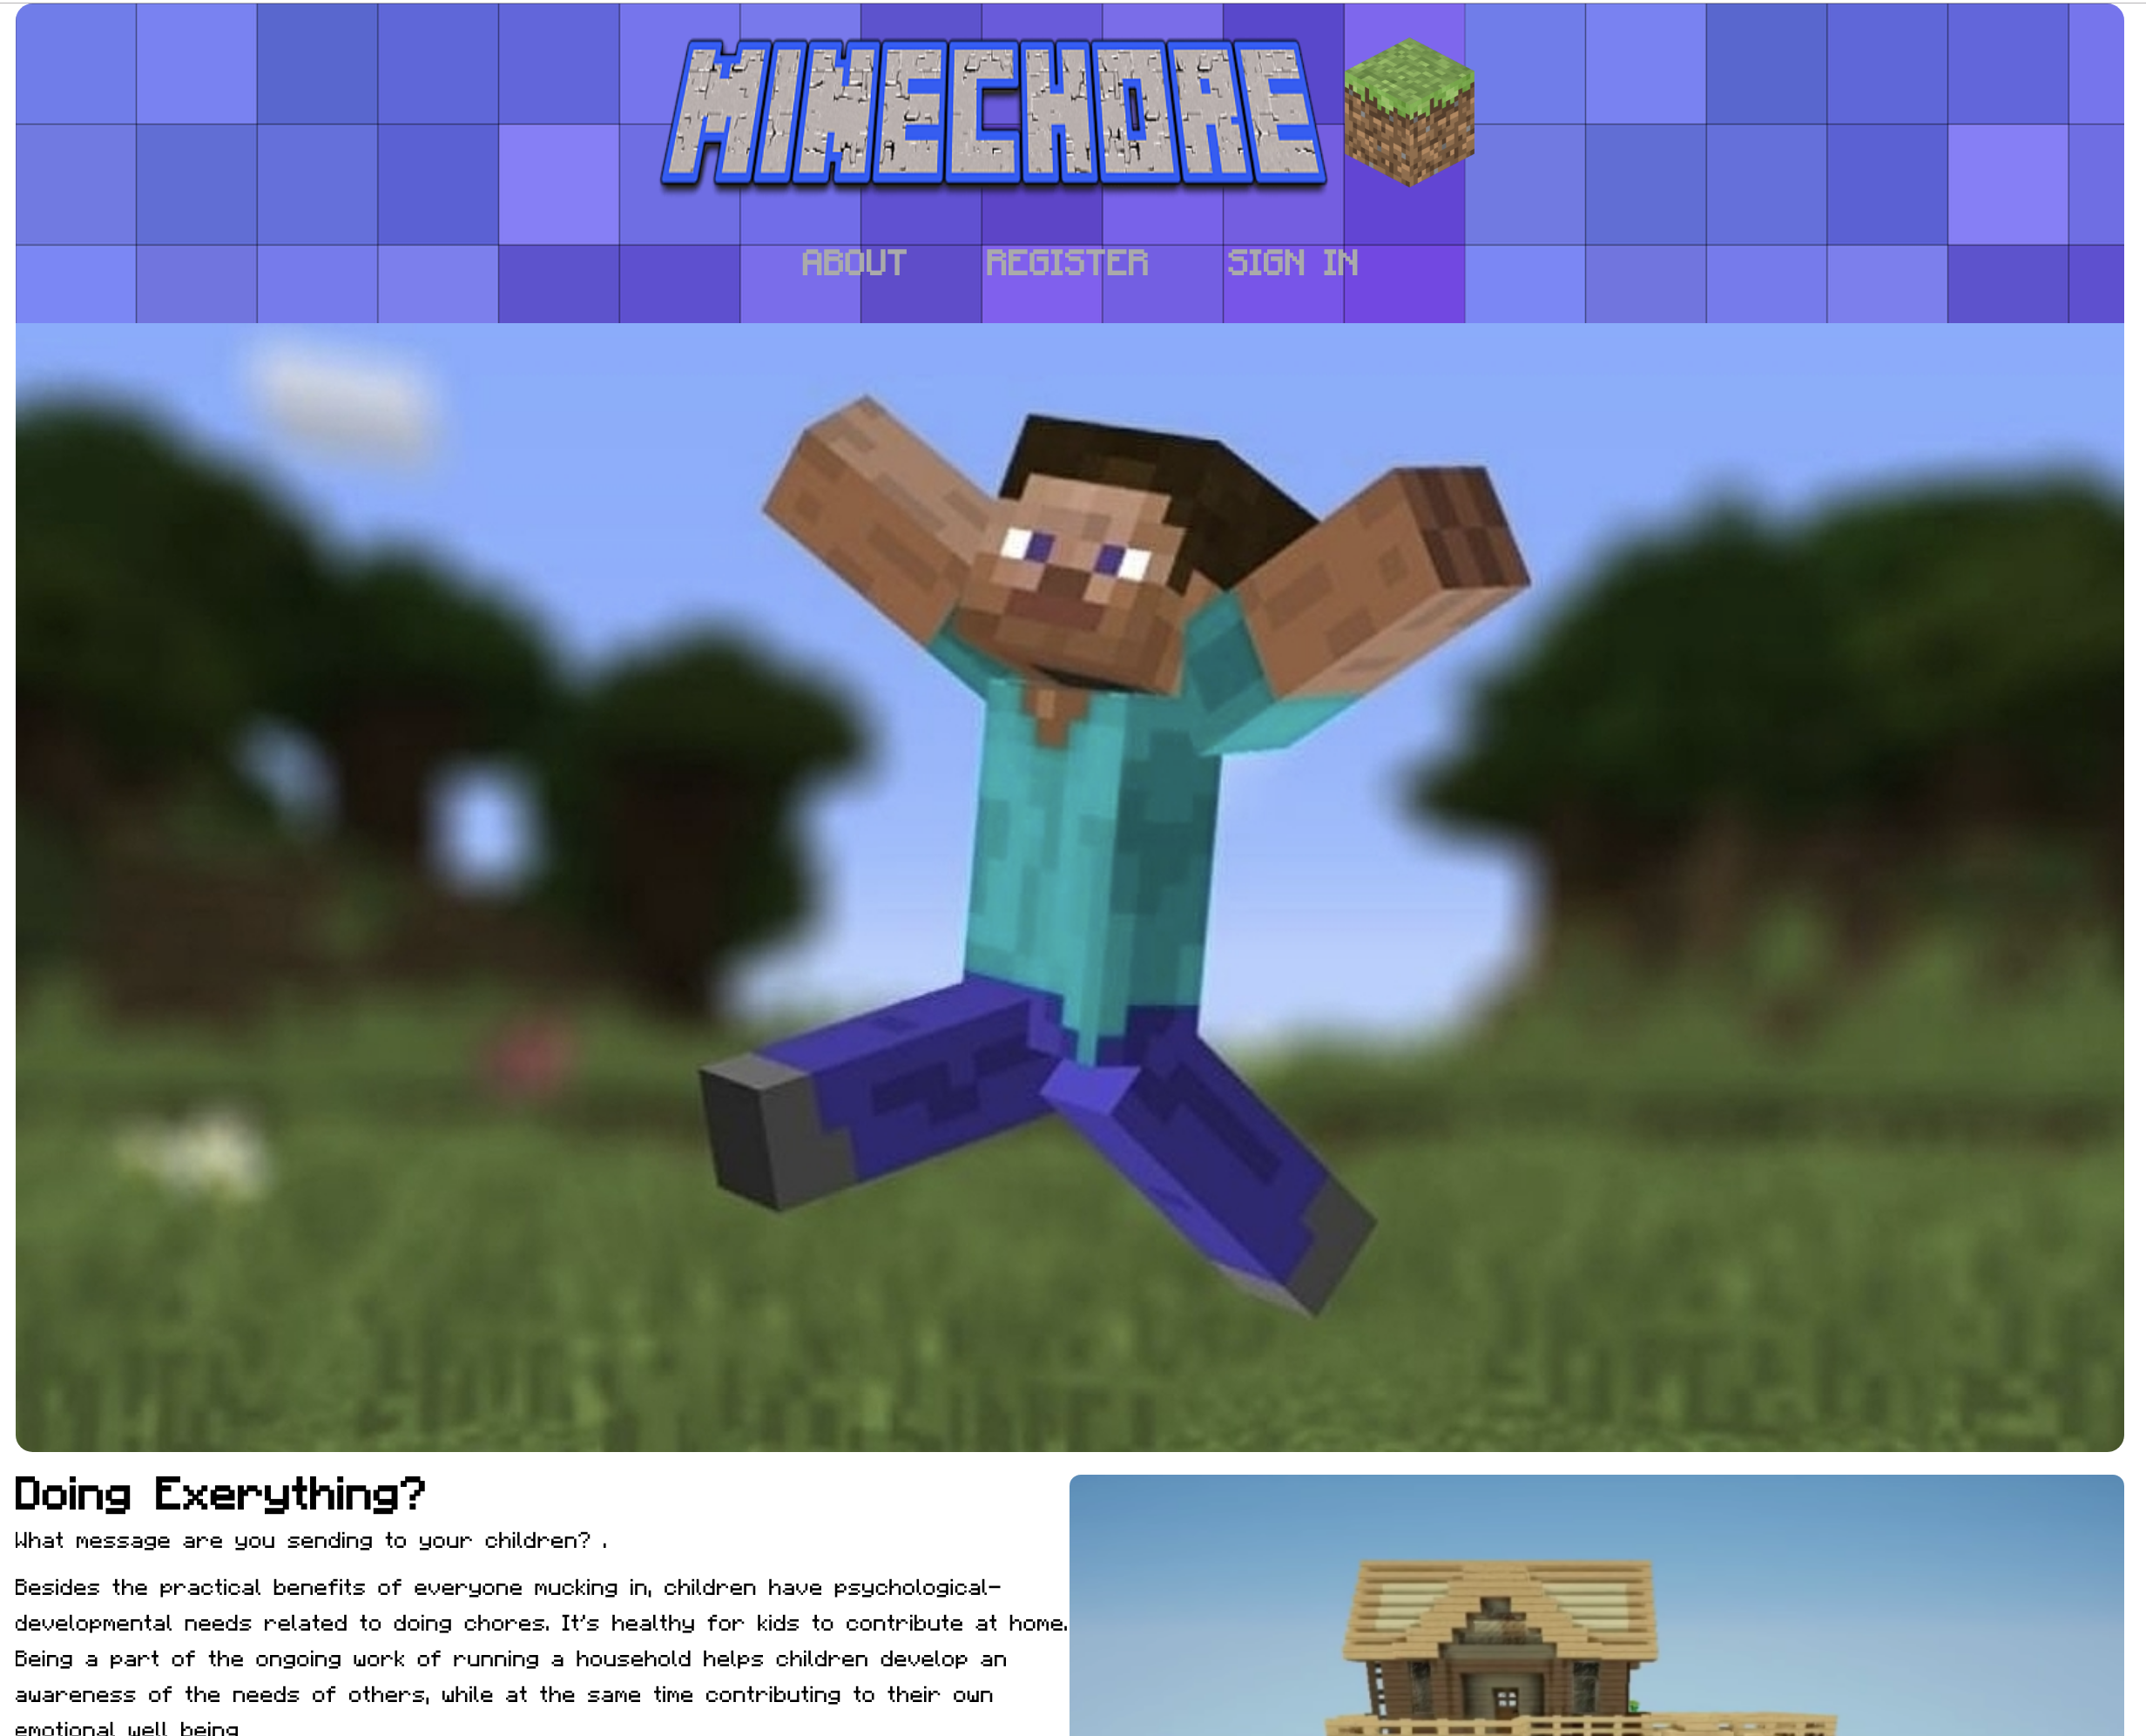 MINECHORE
ABOUT REGISTER SIGN IN
Doing Exerything?
What message are you sending to your children? .
Besides the practical benefits of everyone mucking in, children have psychological-
developmental needs related to doing chores. It's healthy for kids to contribute at home.
Being a part of the ongoing work of running a household helps children develop an
awareness of the needs of others, while at the same time contributing to their own
emotional well being